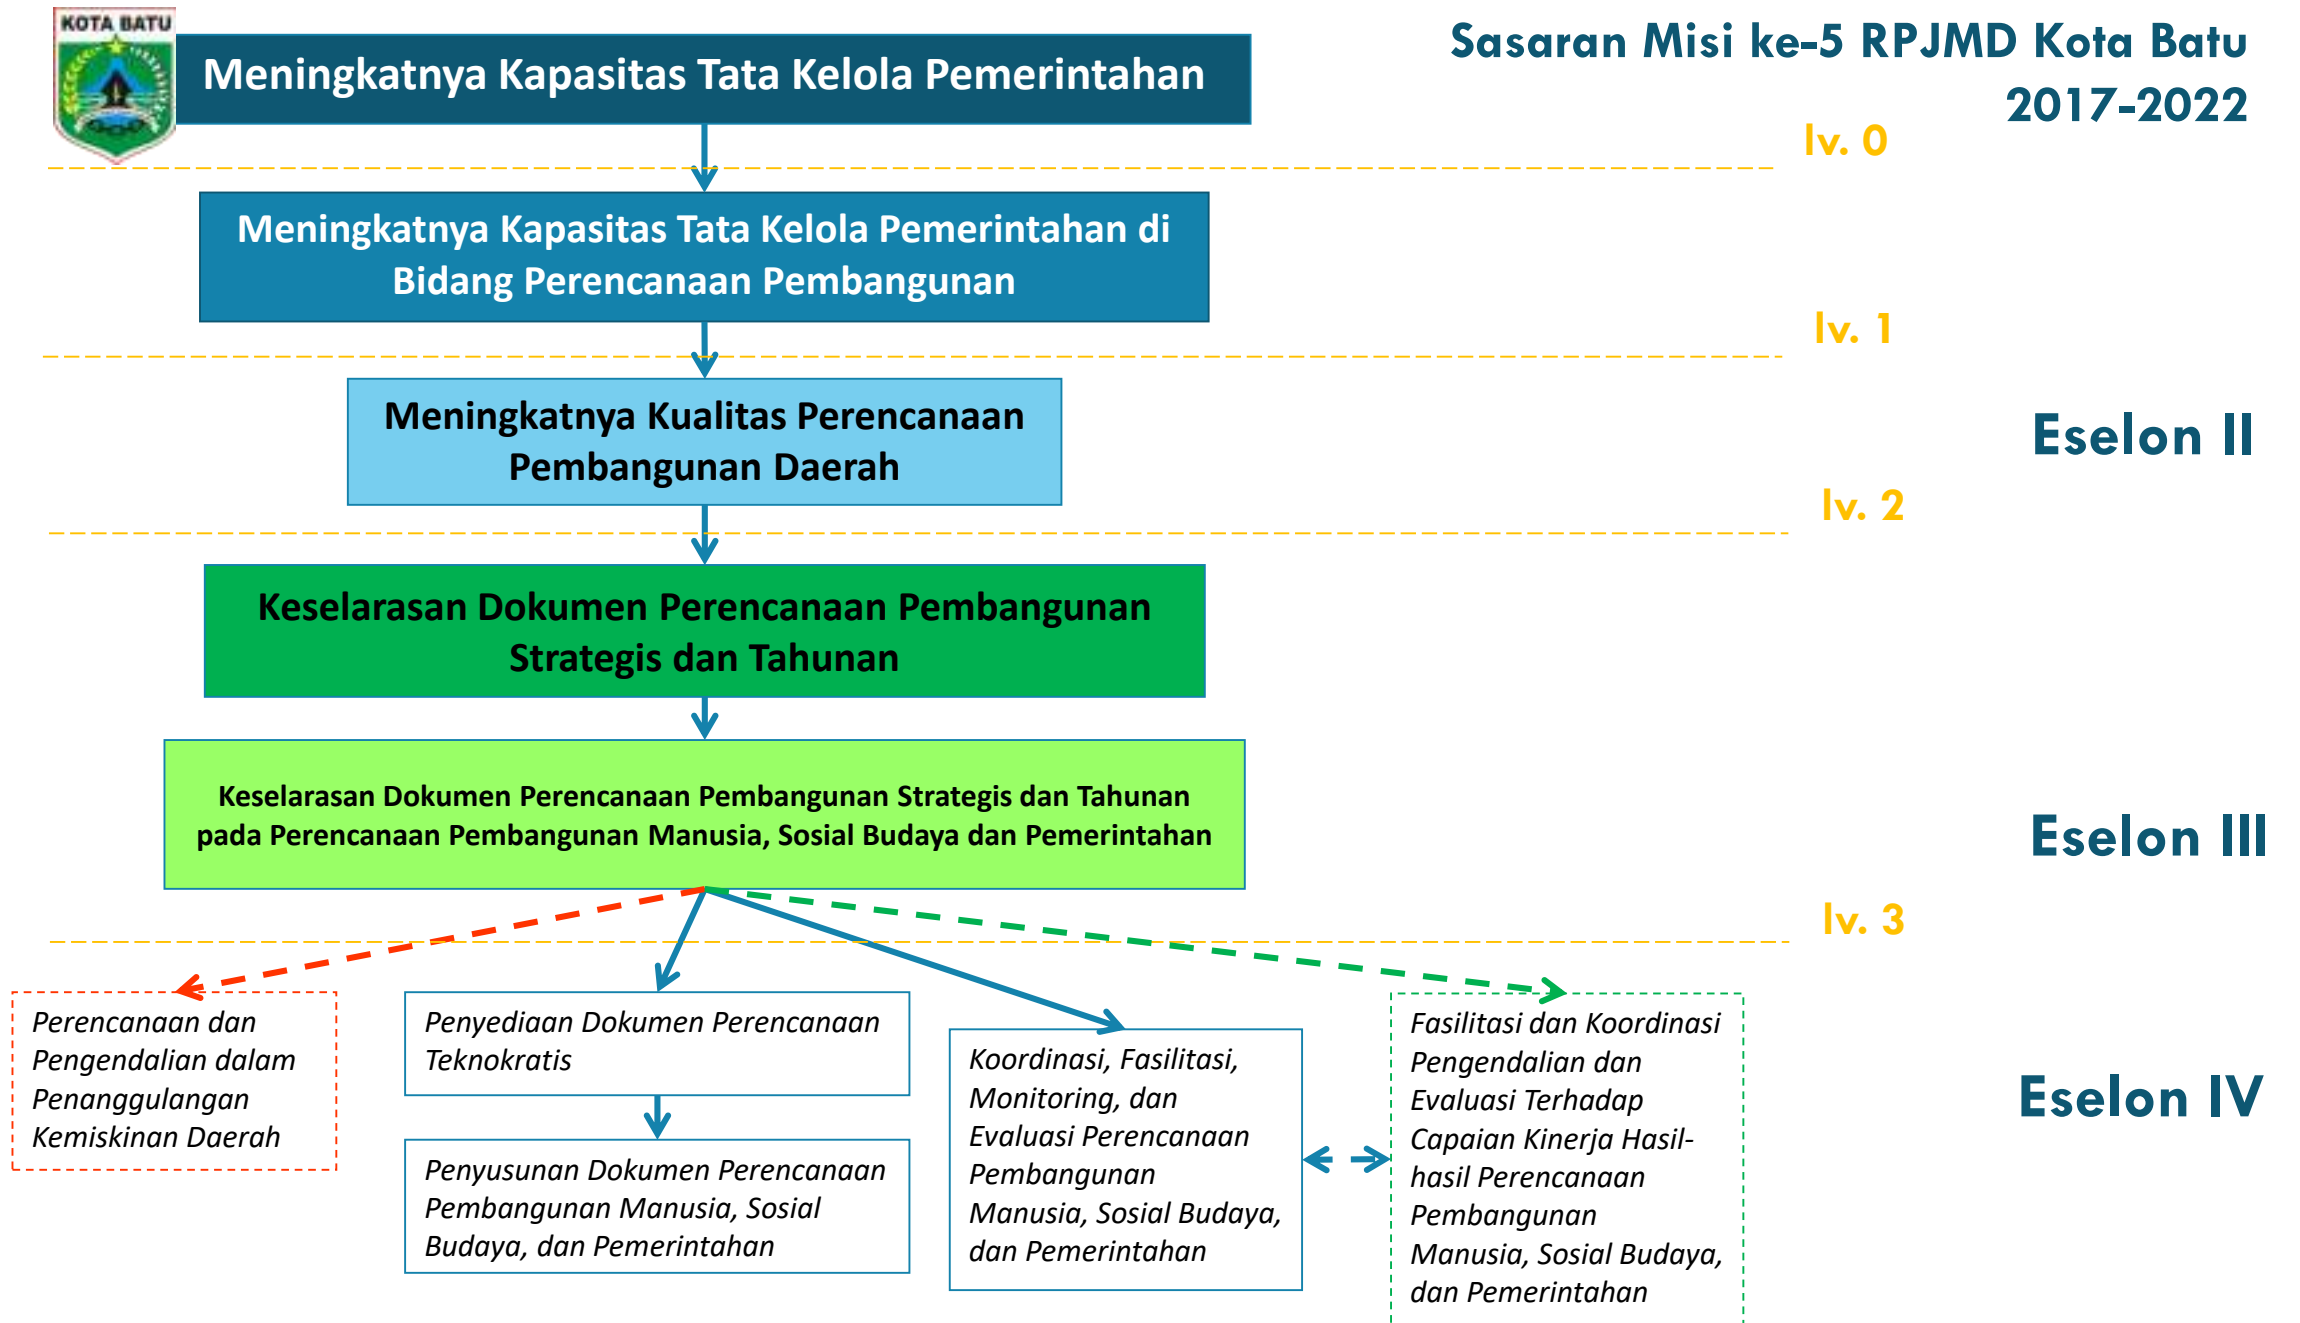 KOTA BATU
Meningkatnya Kapasitas Tata Kelola Pemerintahan
Sasaran Misi ke-5 RPJMD Kota Batu
2017-2022
lv. 0
Meningkatnya Kapasitas Tata Kelola Pemerintahan di
Bidang Perencanaan Pembangunan
lv. 1
Meningkatnya Kualitas Perencanaan
Pembangunan Daerah
Eselon II
lv. 2
Keselarasan Dokumen Perencanaan Pembangunan
Strategis dan Tahunan
Keselarasan Dokumen Perencanaan Pembangunan Strategis dan Tahunan
pada Perencanaan Pembangunan Manusia, Sosial Budaya dan Pemerintahan
Eselon III
lv. 3
Perencanaan dan
Pengendalian dalam
Penanggulangan
Kemiskinan Daerah
Penyediaan Dokumen Perencanaan
Teknokratis
Penyusunan Dokumen Perencanaan
Pembangunan Manusia, Sosial
Budaya, dan Pemerintahan
Koordinasi, Fasilitasi,
Monitoring, dan
Evaluasi Perencanaan
Pembangunan
Manusia, Sosial Budaya,
dan Pemerintahan
Fasilitasi dan Koordinasi
Pengendalian dan
Evaluasi Terhadap
Capaian Kinerja Hasil-
hasil Perencanaan
Pembangunan
Manusia, Sosial Budaya,
dan Pemerintahan
Eselon IV